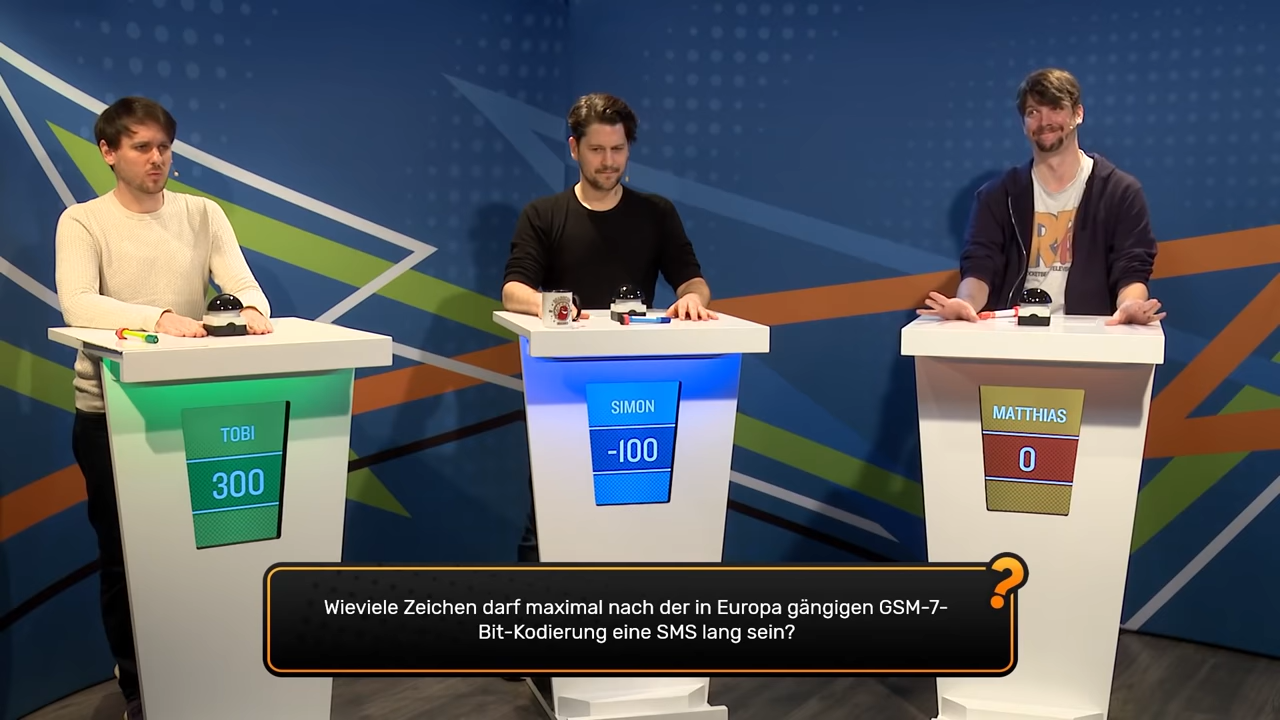 TOBI
300
SIMON
-100
MATTHIAS
0
Wieviele Zeichen darf maximal nach der in Europa gängigen GSM-7-
Bit-Kodierung eine SMS lang sein?
?